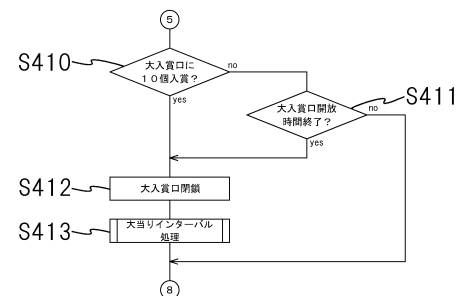 5
S410
大入賞口に
10個入賞?
no
yes
S411
大入賞口開放
時間終了?
no
yes
S412
大入賞口閉鎖
S413
大当りインターバル
処理
8